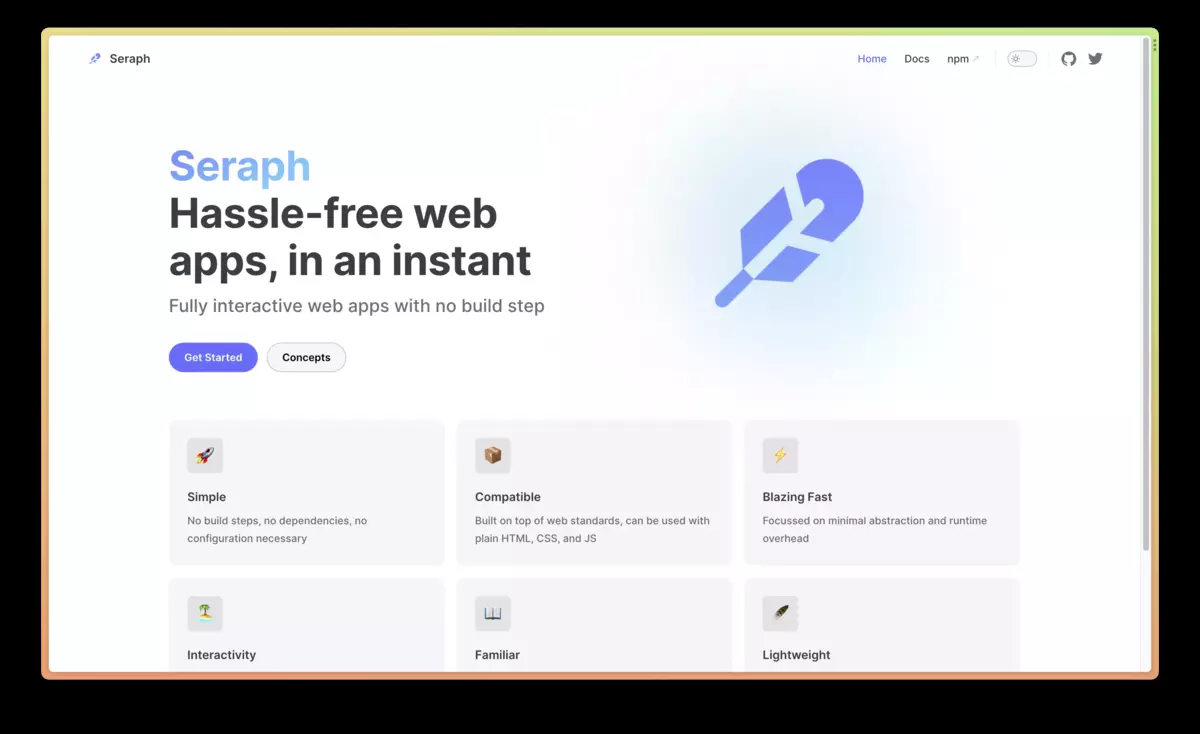 Seraph
Home
Docs
npm
Seraph
Hassle-free web
apps, in an instant
Fully interactive web apps with no build step
Get Started
Concepts
Simple
No build steps, no dependencies, no
configuration necessary
Compatible
Built on top of web standards, can be used with
plain HTML, CSS, and JS
Blazing Fast
Focussed on minimal abstraction and runtime
overhead
Interactivity
Familiar
Lightweight